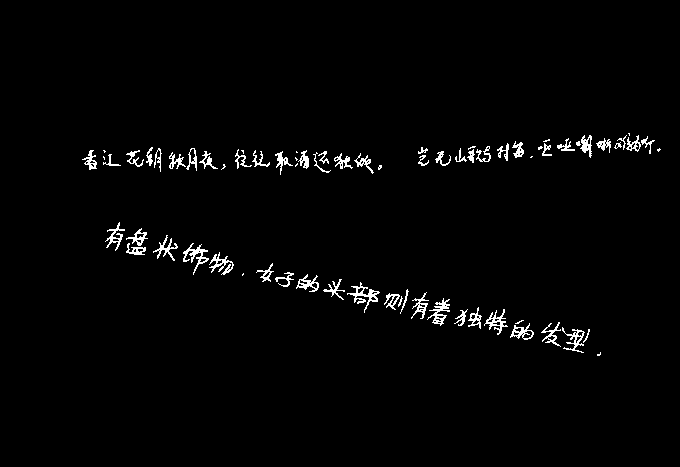 春江花朝秋月夜,往往取酒还独倾。 岂无山歌与村笛,呕哑嘲哳难为听。
有盘状饰物,女子的头部则有着独特的发型.